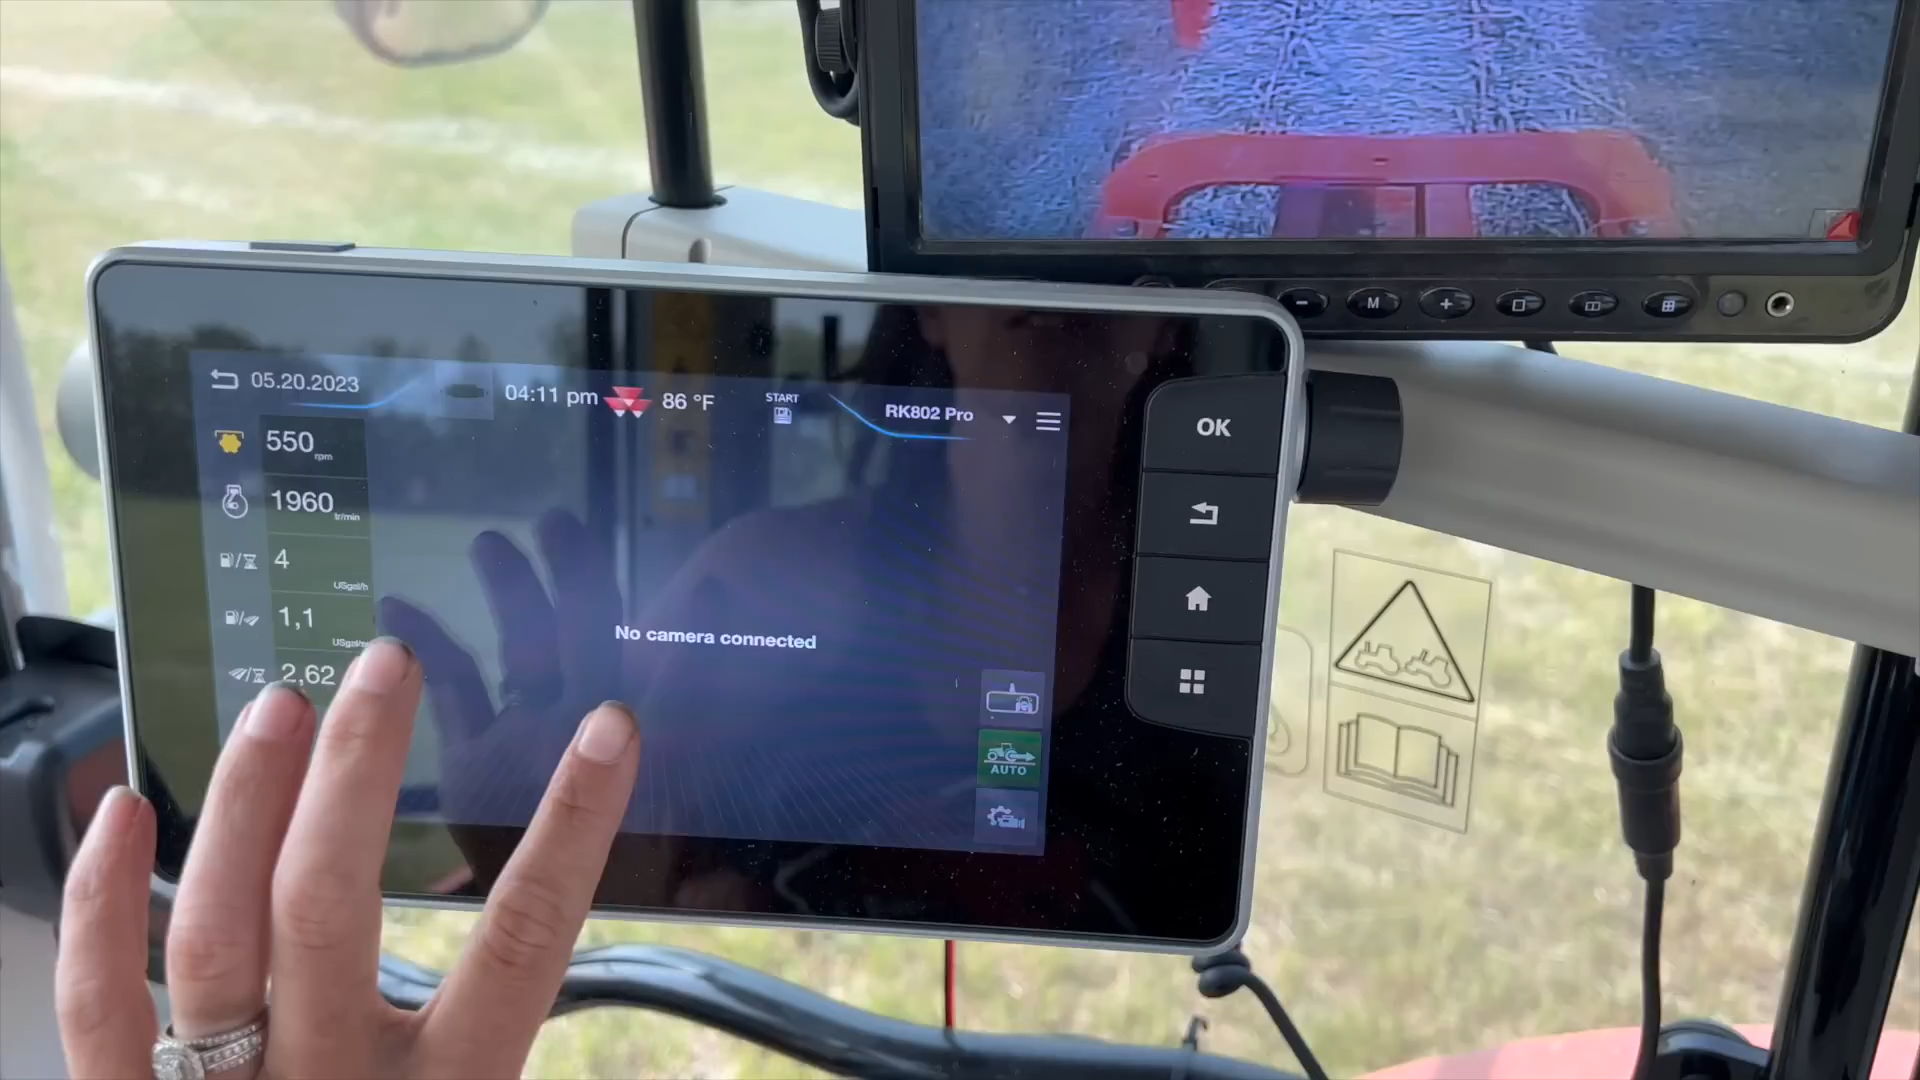 05.20.2023
04:11 pm
86 °F
START
RK802 Pro
550
rpm
1960
tr/min
4
USgal/h
1,1
2,62
No camera connected
AUTO
OK
M